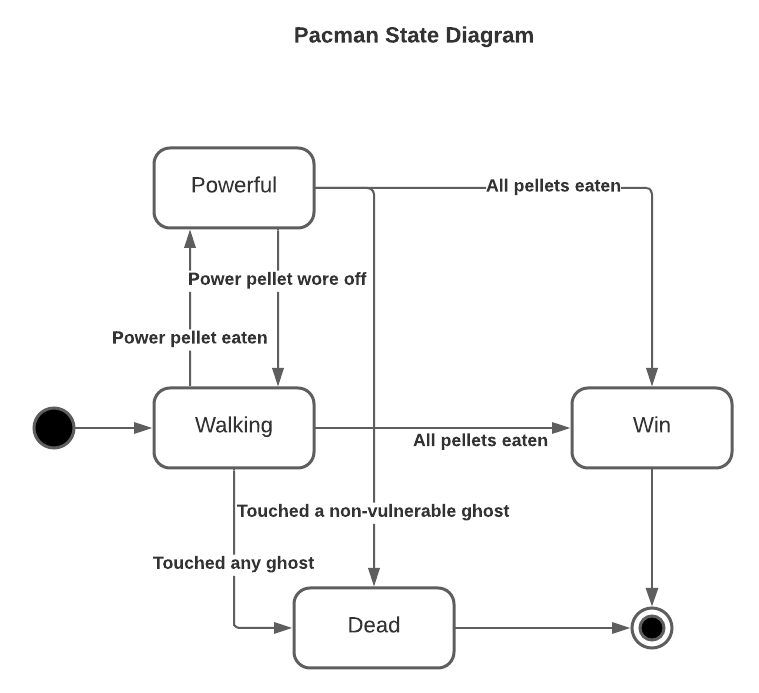 Pacman State Diagram
Powerful
All pellets eaten
Power pellet wore off
Power pellet eaten
Walking
Win
All pellets eaten
Touched a non-vulnerable ghost
Touched any ghost
Dead